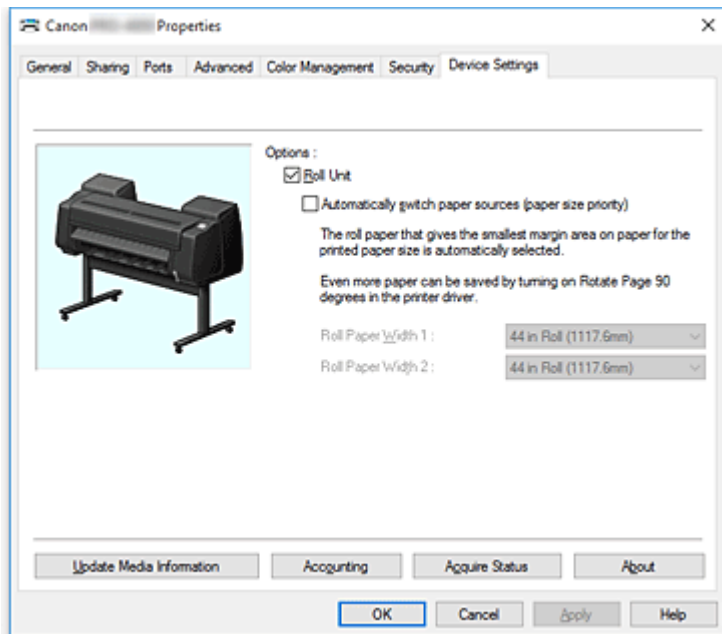 Canon Properties
General Sharing Ports Advanced Color Management Security Device Settings
Options :
Roll Unit
Automatically switch paper sources (paper size priority)
The roll paper that gives the smallest margin area on paper for the
printed paper size is automatically selected.
Even more paper can be saved by turning on Rotate Page 90
degrees in the printer driver.
Roll Paper Width 1 : 44 in Roll (1117.6mm)
Roll Paper Width 2 : 44 in Roll (1117.6mm)
Update Media Information Accounting Acquire Status About
OK Cancel Apply Help